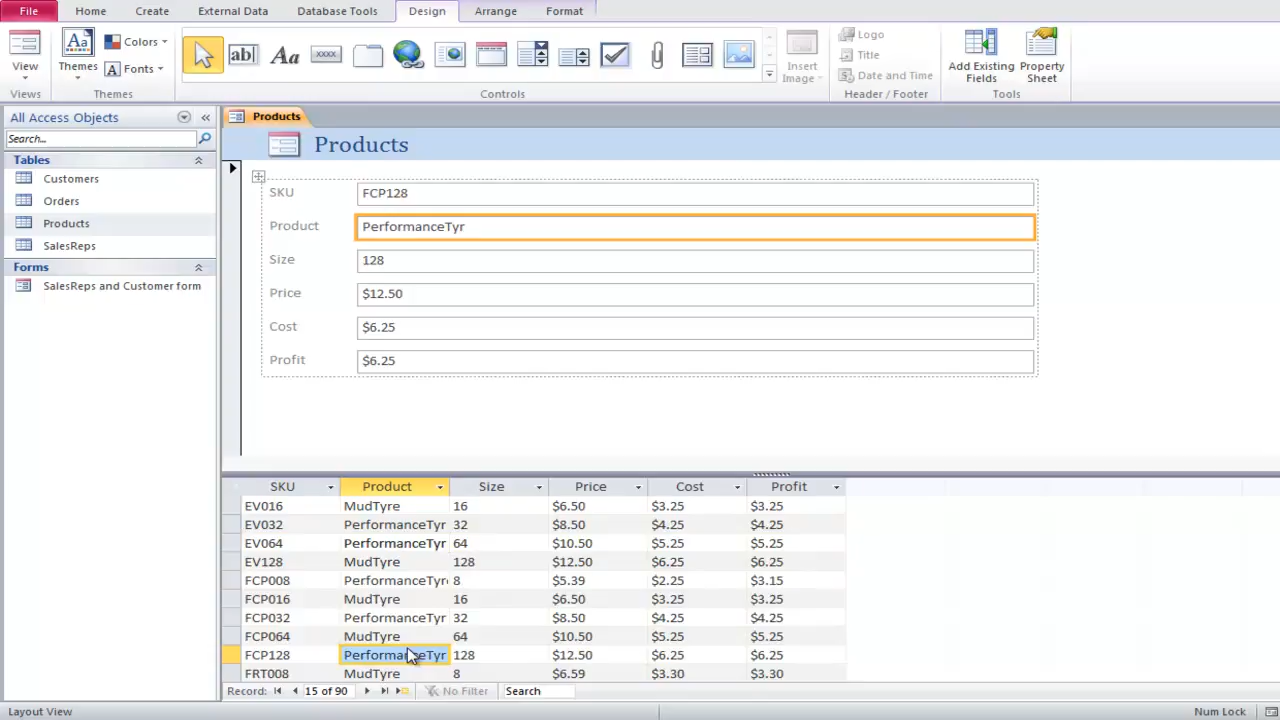 File Home Create External Data Database Tools Design Arrange Format
View Views
Themes Colors Fonts Themes
ab| Aa xxxx Controls
Insert Image
Logo
Title
Date and Time
Header / Footer
Add Existing Fields Property Sheet
Tools
All Access Objects «
Search...
Tables
Customers
Orders
Products
SalesReps
Forms
SalesReps and Customer form
Products
Products
SKU FCP128
Product PerformanceTyr
Size 128
Price $12.50
Cost $6.25
Profit $6.25
SKU Product Size Price Cost Profit
EV016 MudTyre 16 $6.50 $3.25 $3.25
EV032 PerformanceTyr 32 $8.50 $4.25 $4.25
EV064 PerformanceTyr 64 $10.50 $5.25 $5.25
EV128 MudTyre 128 $12.50 $6.25 $6.25
FCP008 PerformanceTyr 8 $5.39 $2.25 $3.15
FCP016 MudTyre 16 $6.50 $3.25 $3.25
FCP032 PerformanceTyr 32 $8.50 $4.25 $4.25
FCP064 MudTyre 64 $10.50 $5.25 $5.25
FCP128 PerformanceTyr 128 $12.50 $6.25 $6.25
FRT008 MudTyre 8 $6.59 $3.30 $3.30
Record: 15 of 90 No Filter Search
Layout View Num Lock